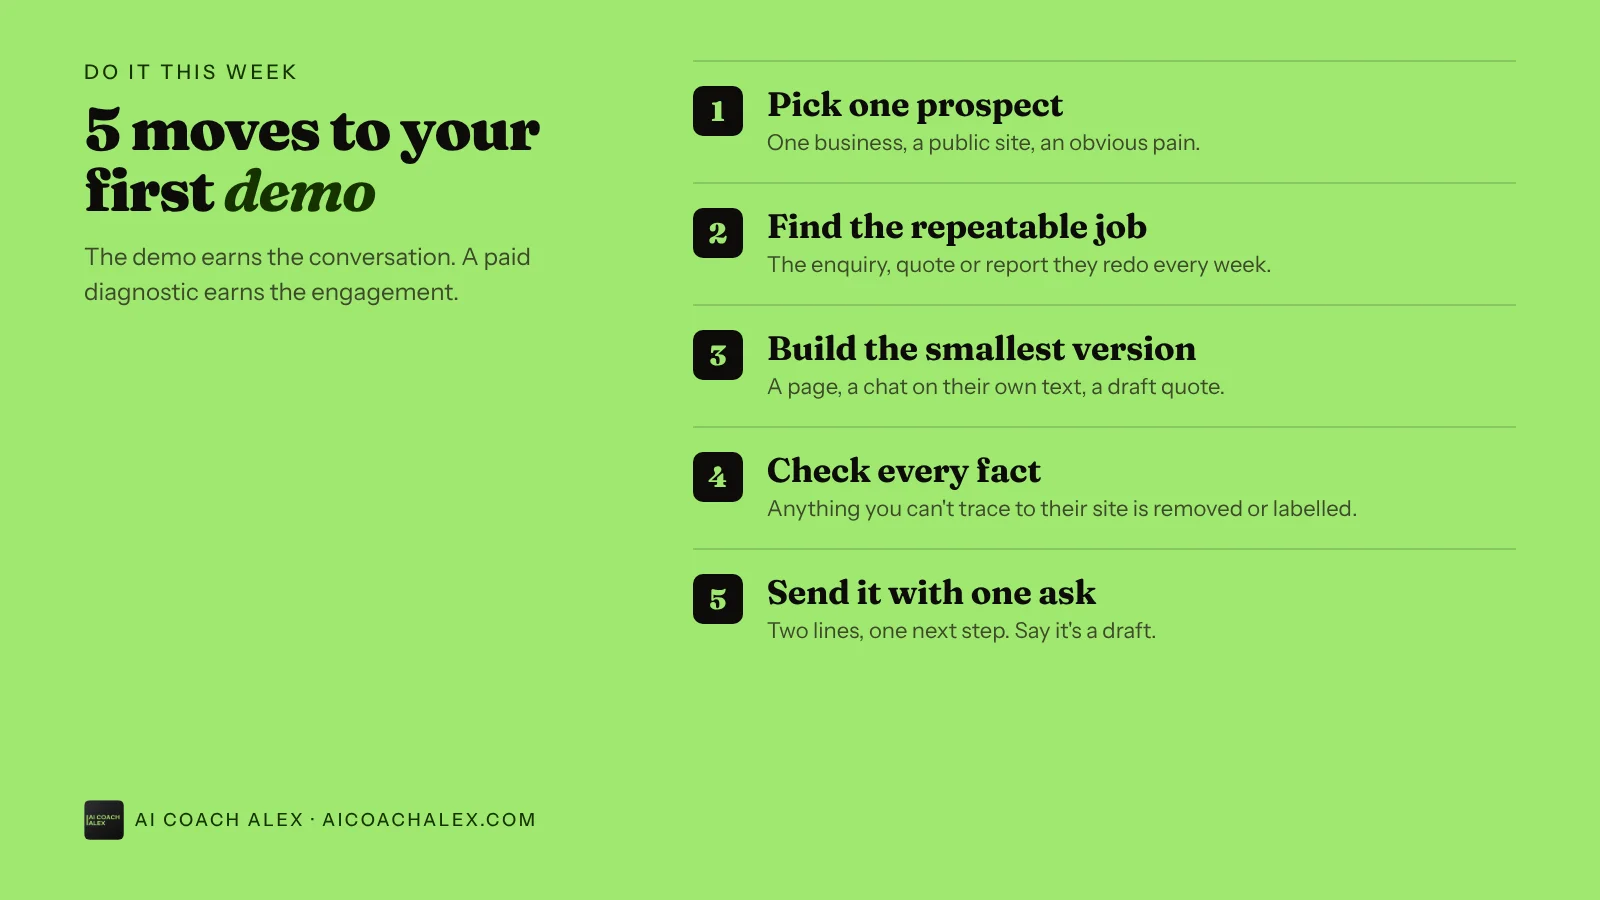 DO IT THIS WEEK
5 moves to your
first demo
The demo earns the conversation. A paid
diagnostic earns the engagement.
1
Pick one prospect
One business, a public site, an obvious pain.
2
Find the repeatable job
The enquiry, quote or report they redo every week.
3
Build the smallest version
A page, a chat on their own text, a draft quote.
4
Check every fact
Anything you can't trace to their site is removed or labelled.
5
Send it with one ask
Two lines, one next step. Say it's a draft.
AI COACH
ALEX
AI COACH ALEX · AICOACHALEX.COM